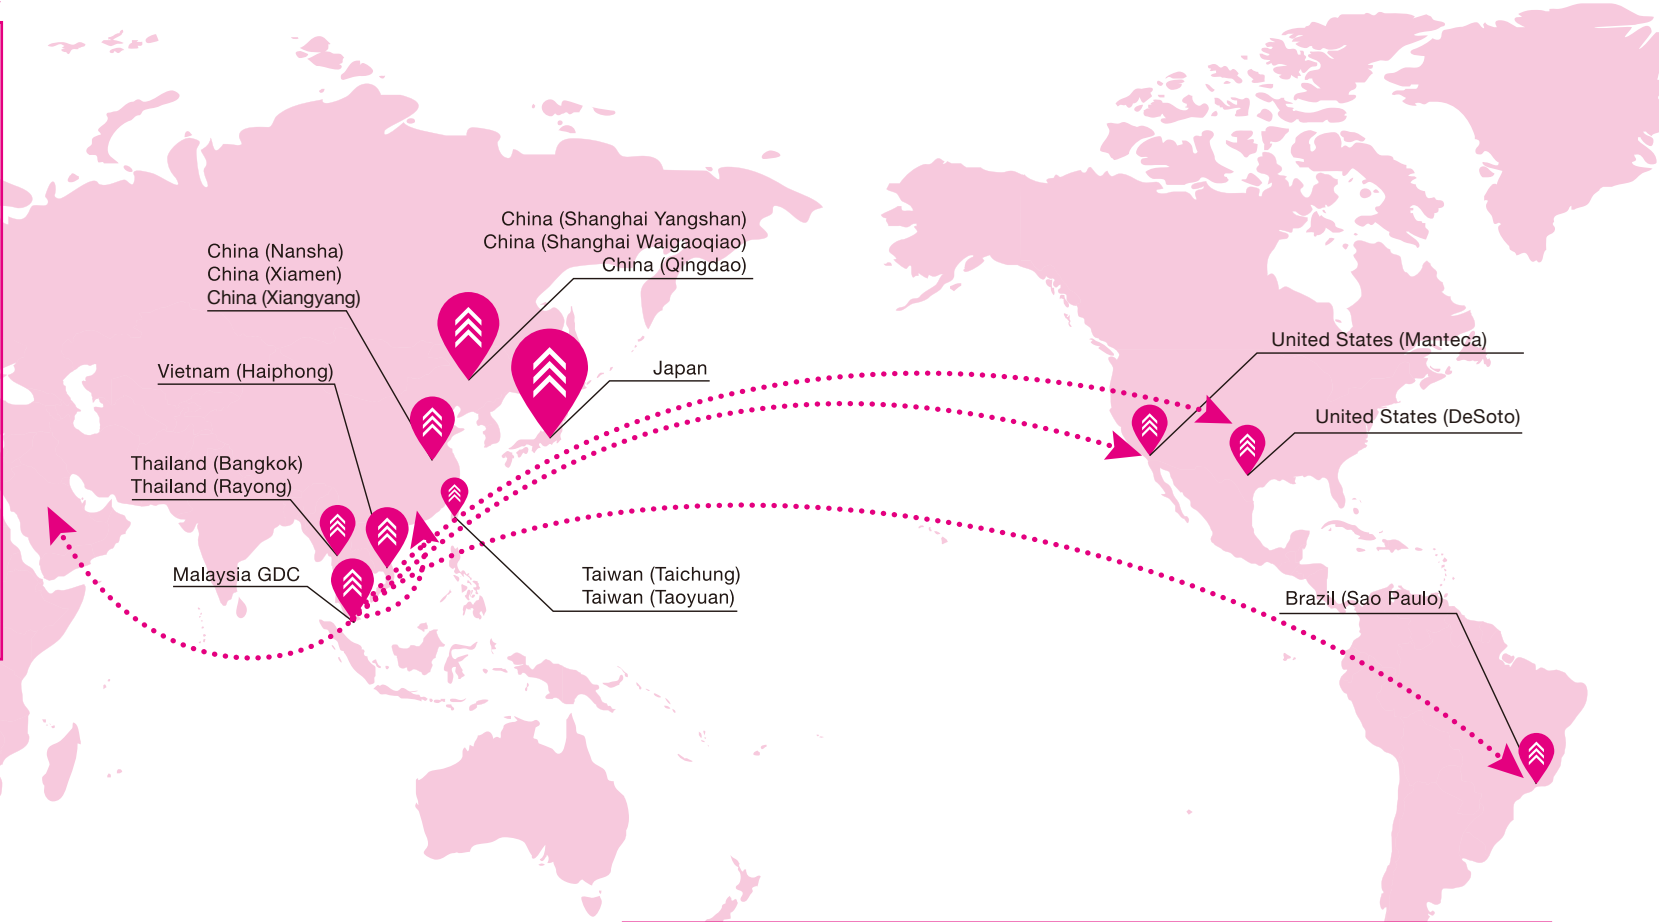 China (Shanghai Yangshan)
China (Shanghai Waigaoqiao)
China (Qingdao)
China (Nansha)
China (Xiamen)
China (Xiangyang)
Vietnam (Haiphong)
Japan
United States (Manteca)
United States (DeSoto)
Thailand (Bangkok)
Thailand (Rayong)
Malaysia GDC
Taiwan (Taichung)
Taiwan (Taoyuan)
Brazil (Sao Paulo)